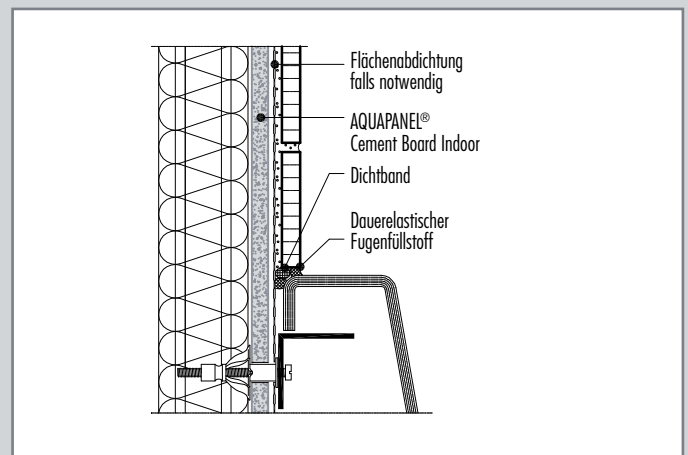 Flächenabdichtung
falls notwendig
AQUAPANEL®
Cement Board Indoor
Dichtband
Dauerelastischer
Fugenfüllstoff